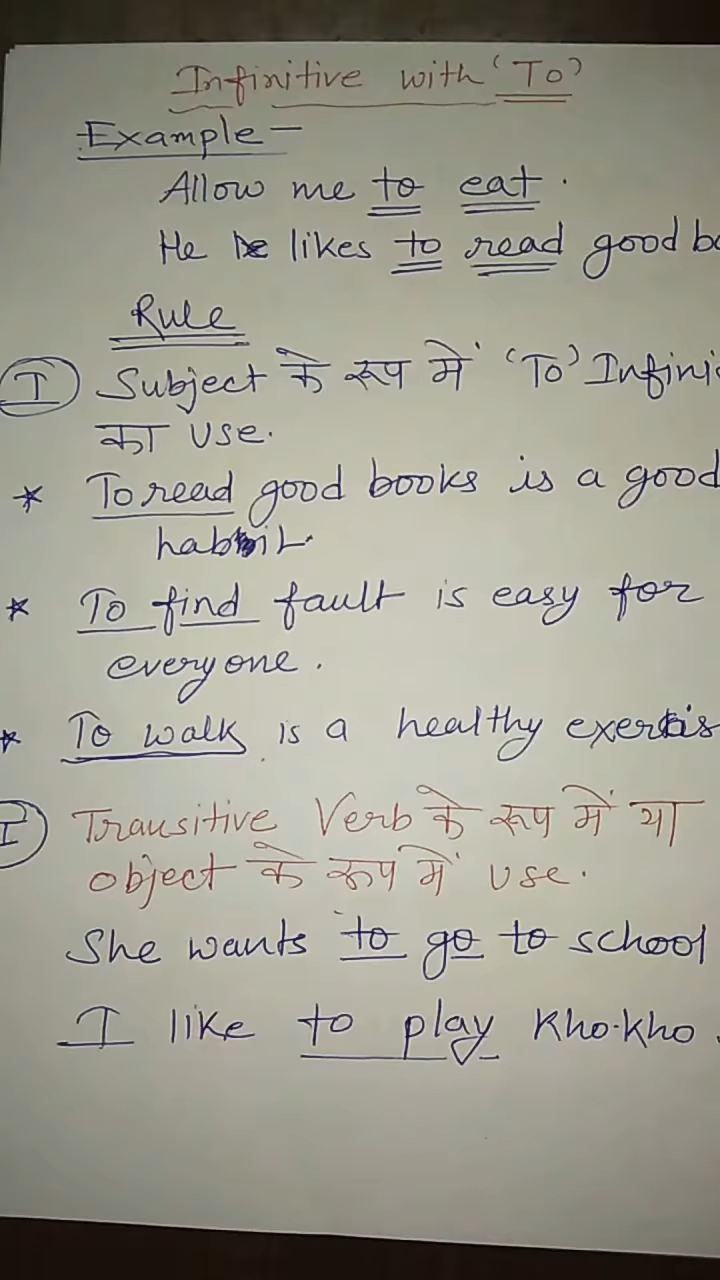 Infinitive with 'To'
Example -
Allow me to eat.
He likes to read good
Rule
I Subject के रूप में 'To'
का use.
* To read good books is a good
habit.
* To find fault is easy for
everyone.
* To walk is a healthy
Transitive Verb के रूप में या
object के रूप में use.
She wants to go to school
I like to play Kho-kho.